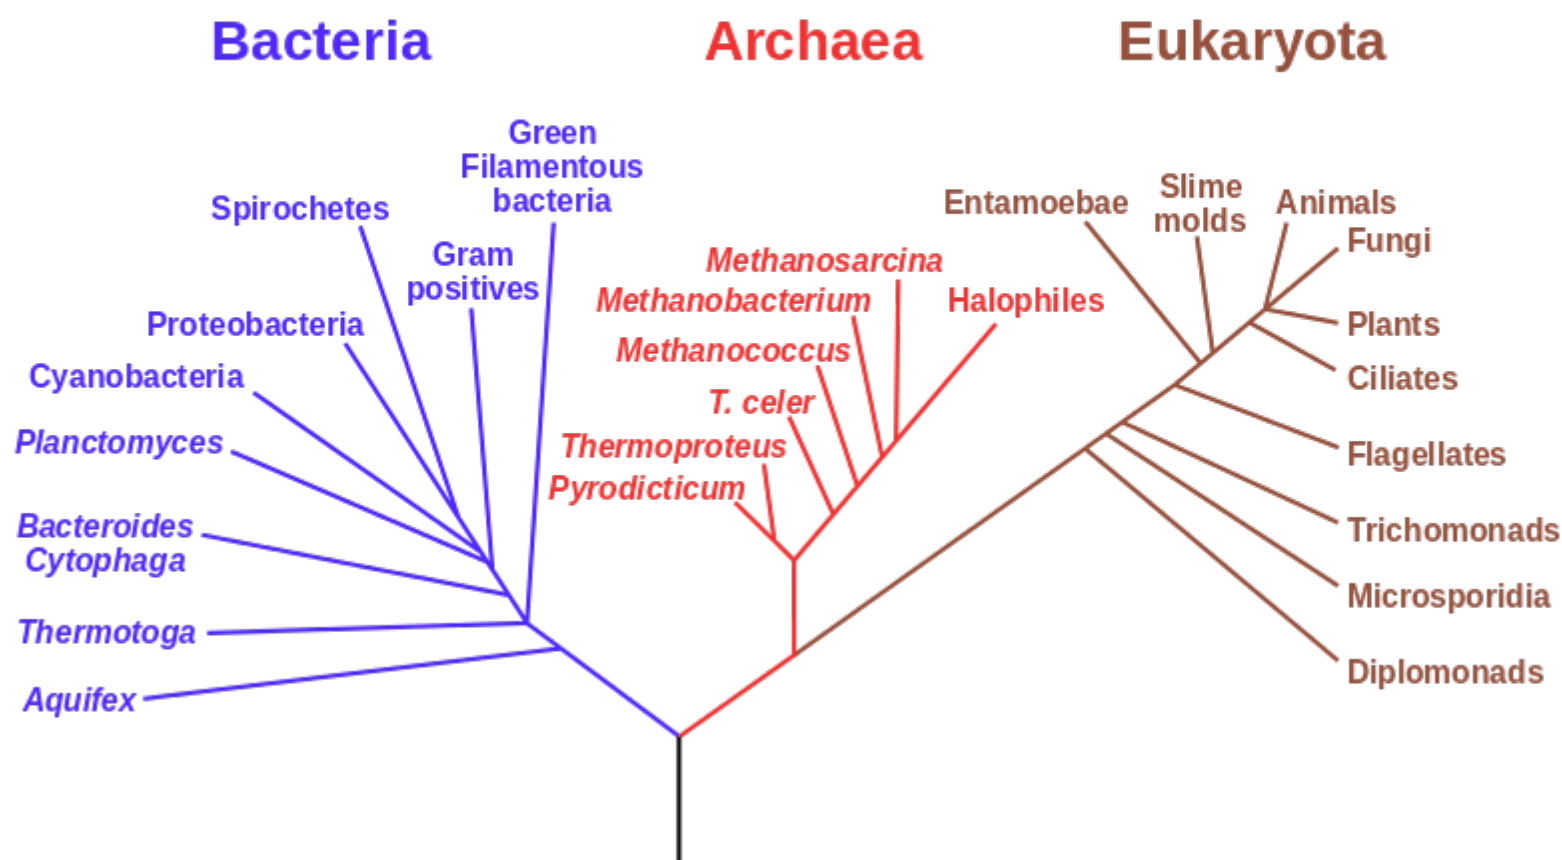 Bacteria
Archaea
Eukaryota
Green
Filamentous
bacteria
Spirochetes
Gram
positives
Proteobacteria
Cyanobacteria
Planctomyces
Bacteroides
Cytophaga
Thermotoga
Aquifex
Methanosarcina
Methanobacterium
Halophiles
Methanococcus
T. celer
Thermoproteus
Pyrodicticum
Entamoebae
Slime
molds
Animals
Fungi
Plants
Ciliates
Flagellates
Trichomonads
Microsporidia
Diplomonads